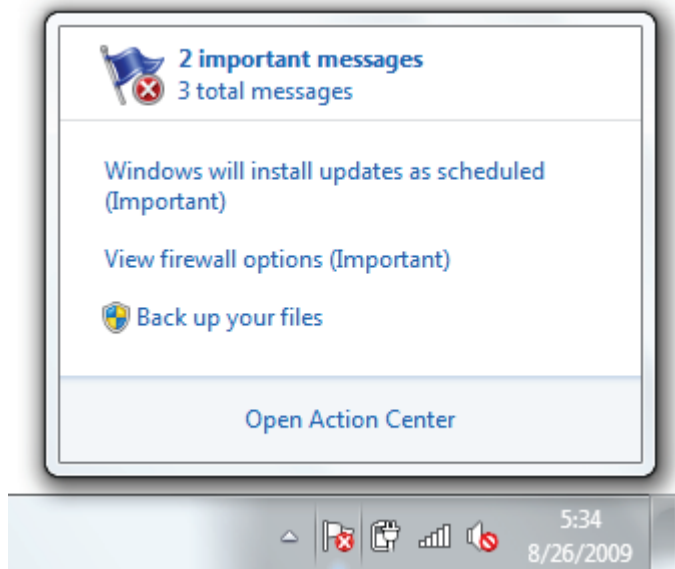 2 important messages
3 total messages
Windows will install updates as scheduled
(Important)
View firewall options (Important)
Back up your files
Open Action Center
5:34
8/26/2009